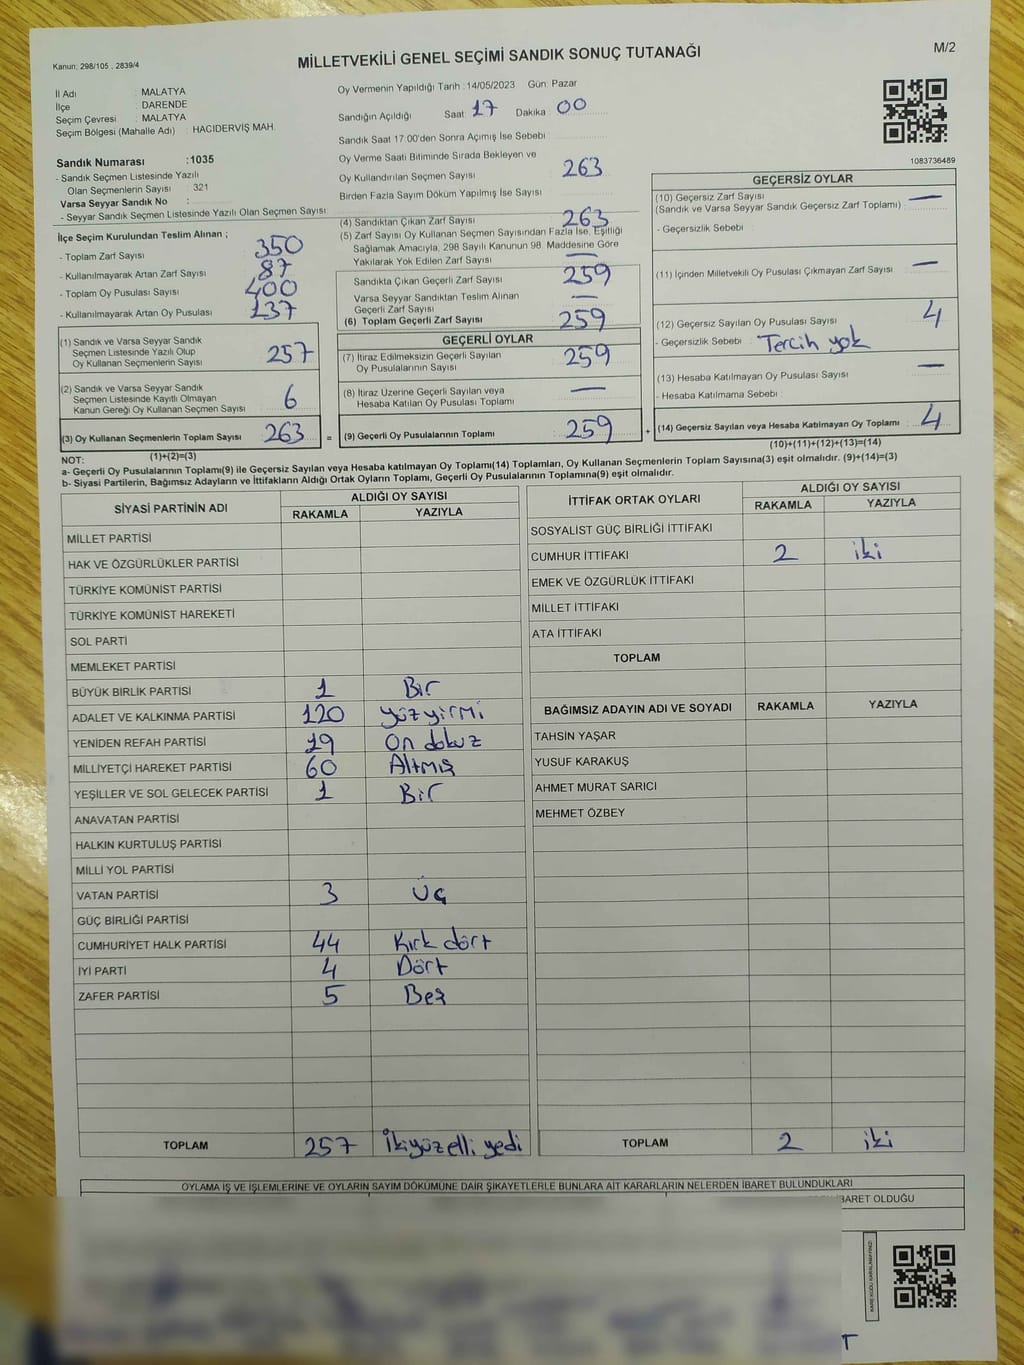 Kanun: 298/105 , 2839/4
MİLLETVEKİLİ GENEL SEÇİMİ SANDIK SONUÇ TUTANAĞI
M/2
İl Adı : MALATYA
İlçe : DARENDE
Seçim Çevresi : MALATYA
Seçim Bölgesi (Mahalle Adı) : HACIDERVİŞ MAH.
Sandık Numarası : 1035
- Sandık Seçmen Listesinde Yazılı
Olan Seçmenlerin Sayısı : 321
Varsa Seyyar Sandık No :
- Seyyar Sandık Seçmen Listesinde Yazılı Olan Seçmen Sayısı:
İlçe Seçim Kurulundan Teslim Alınan ;
- Toplam Zarf Sayısı : 350
- Kullanılmayarak Artan Zarf Sayısı : 87
- Toplam Oy Pusulası Sayısı : 400
- Kullanılmayarak Artan Oy Pusulası : 137
(1) Sandık ve Varsa Seyyar Sandık
Seçmen Listesinde Yazılı Olup
Oy Kullanan Seçmenlerin Sayısı : 257
(2) Sandık ve Varsa Seyyar Sandık
Seçmen Listesinde Kayıtlı Olmayan
Kanun Gereği Oy Kullanan Seçmen Sayısı : 6
(3) Oy Kullanan Seçmenlerin Toplam Sayısı : 263
(1)+(2)=(3)
Oy Vermenin Yapıldığı Tarih : 14/05/2023 Gün: Pazar
Sandığın Açıldığı Saat : 17 Dakika : 00
Sandık Saat 17:00'den Sonra Açımış İse Sebebi :
Oy Verme Saati Bitiminde Sırada Bekleyen ve
Oy Kullandırılan Seçmen Sayısı : 263
Birden Fazla Sayım Döküm Yapılmış İse Sayısı :
(4) Sandıktan Çıkan Zarf Sayısı : 263
(5) Zarf Sayısı Oy Kullanan Seçmen Sayısından Fazla İse, Eşitliği
Sağlamak Amacıyla, 298 Sayılı Kanunun 98. Maddesine Göre
Yakılarak Yok Edilen Zarf Sayısı : —
Sandıkta Çıkan Geçerli Zarf Sayısı : 259
Varsa Seyyar Sandıktan Teslim Alınan
Geçerli Zarf Sayısı : —
(6) Toplam Geçerli Zarf Sayısı : 259
GEÇERLİ OYLAR
(7) İtiraz Edilmeksizin Geçerli Sayılan
Oy Pusulalarının Sayısı : 259
(8) İtiraz Üzerine Geçerli Sayılan veya
Hesaba Katılan Oy Pusulası Toplamı : —
= (9) Geçerli Oy Pusulalarının Toplamı : 259 +
1083736489
GEÇERSİZ OYLAR
(10) Geçersiz Zarf Sayısı
(Sandık ve Varsa Seyyar Sandık Geçersiz Zarf Toplamı) : —
- Geçersizlik Sebebi :
(11) İçinden Milletvekili Oy Pusulası Çıkmayan Zarf Sayısı : —
(12) Geçersiz Sayılan Oy Pusulası Sayısı : 4
- Geçersizlik Sebebi : Tercih yok
(13) Hesaba Katılmayan Oy Pusulası Sayısı : —
- Hesaba Katılmama Sebebi :
(14) Geçersiz Sayılan veya Hesaba Katılmayan Oy Toplamı : 4
(10)+(11)+(12)+(13)=(14)
NOT:
a- Geçerli Oy Pusulalarının Toplamı(9) ile Geçersiz Sayılan veya Hesaba katılmayan Oy Toplamı(14) Toplamları, Oy Kullanan Seçmenlerin Toplam Sayısına(3) eşit olmalıdır. (9)+(14)=(3)
b- Siyasi Partilerin, Bağımsız Adayların ve İttifakların Aldığı Ortak Oyların Toplamı, Geçerli Oy Pusulalarının Toplamına(9) eşit olmalıdır.
SİYASİ PARTİNİN ADI ALDIĞI OY SAYISI
RAKAMLA YAZIYLA
MİLLET PARTİSİ
HAK VE ÖZGÜRLÜKLER PARTİSİ
TÜRKİYE KOMÜNİST PARTİSİ
TÜRKİYE KOMÜNİST HAREKETİ
SOL PARTİ
MEMLEKET PARTİSİ
BÜYÜK BİRLİK PARTİSİ 1 Bir
ADALET VE KALKINMA PARTİSİ 120 yüzyirmi
YENİDEN REFAH PARTİSİ 19 On dokuz
MİLLİYETÇİ HAREKET PARTİSİ 60 Altmış
YEŞİLLER VE SOL GELECEK PARTİSİ 1 Bir
ANAVATAN PARTİSİ
HALKIN KURTULUŞ PARTİSİ
MİLLİ YOL PARTİSİ
VATAN PARTİSİ 3 Üç
GÜÇ BİRLİĞİ PARTİSİ
CUMHURİYET HALK PARTİSİ 44 Kırk dört
İYİ PARTİ 4 Dört
ZAFER PARTİSİ 5 Beş
TOPLAM 257 İkiyüzelli yedi
İTTİFAK ORTAK OYLARI ALDIĞI OY SAYISI
RAKAMLA YAZIYLA
SOSYALİST GÜÇ BİRLİĞİ İTTİFAKI
CUMHUR İTTİFAKI 2 iki
EMEK VE ÖZGÜRLÜK İTTİFAKI
MİLLET İTTİFAKI
ATA İTTİFAKI
TOPLAM
BAĞIMSIZ ADAYIN ADI VE SOYADI RAKAMLA YAZIYLA
TAHSİN YAŞAR
YUSUF KARAKUŞ
AHMET MURAT SARICI
MEHMET ÖZBEY
TOPLAM 2 iki
OYLAMA İŞ VE İŞLEMLERİNE VE OYLARIN SAYIM DÖKÜMÜNE DAİR ŞİKAYETLERLE BUNLARA AİT KARARLARIN NELERDEN İBARET BULUNDUKLARI
İBARET OLDUĞU